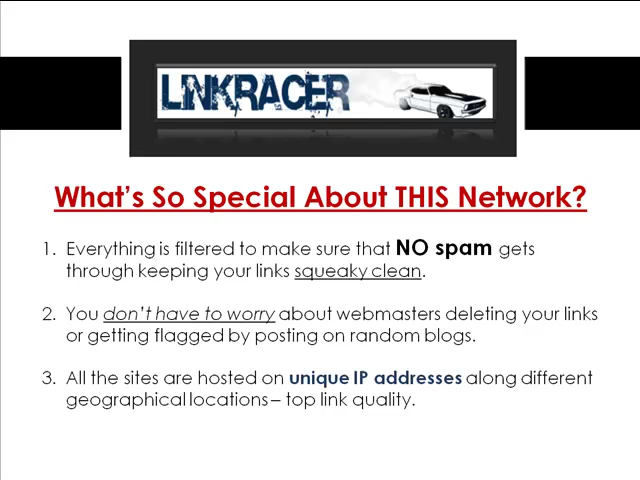 LINKRACER
What's So Special About THIS Network?
1. Everything is filtered to make sure that NO spam gets
through keeping your links squeaky clean.
2. You don't have to worry about webmasters deleting your links
or getting flagged by posting on random blogs.
3. All the sites are hosted on unique IP addresses along different
geographical locations – top link quality.